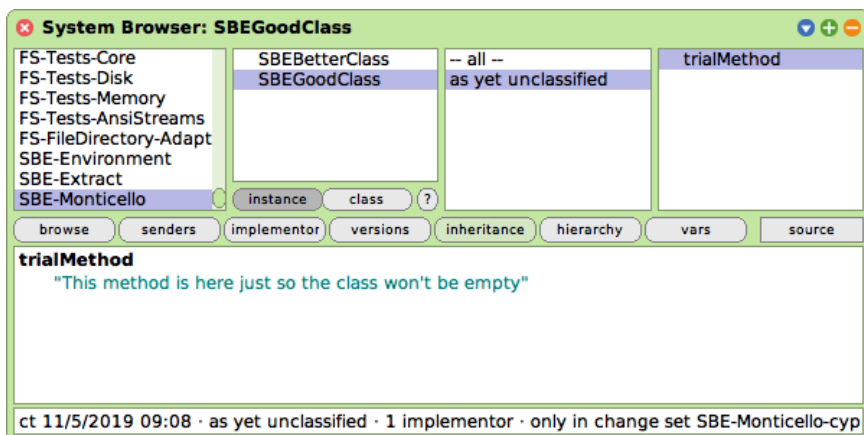 System Browser: SBEGoodClass
FS-Tests-Core
FS-Tests-Disk
FS-Tests-Memory
FS-Tests-AnsiStreams
FS-FileDirectory-Adapt
SBE-Environment
SBE-Extract
SBE-Monticello
SBEBetterClass
SBEGoodClass
instance class ?
-- all --
as yet unclassified
trialMethod
browse senders implementor versions inheritance hierarchy vars source
trialMethod
"This method is here just so the class won't be empty"
ct 11/5/2019 09:08 · as yet unclassified · 1 implementor · only in change set SBE-Monticello-cyp